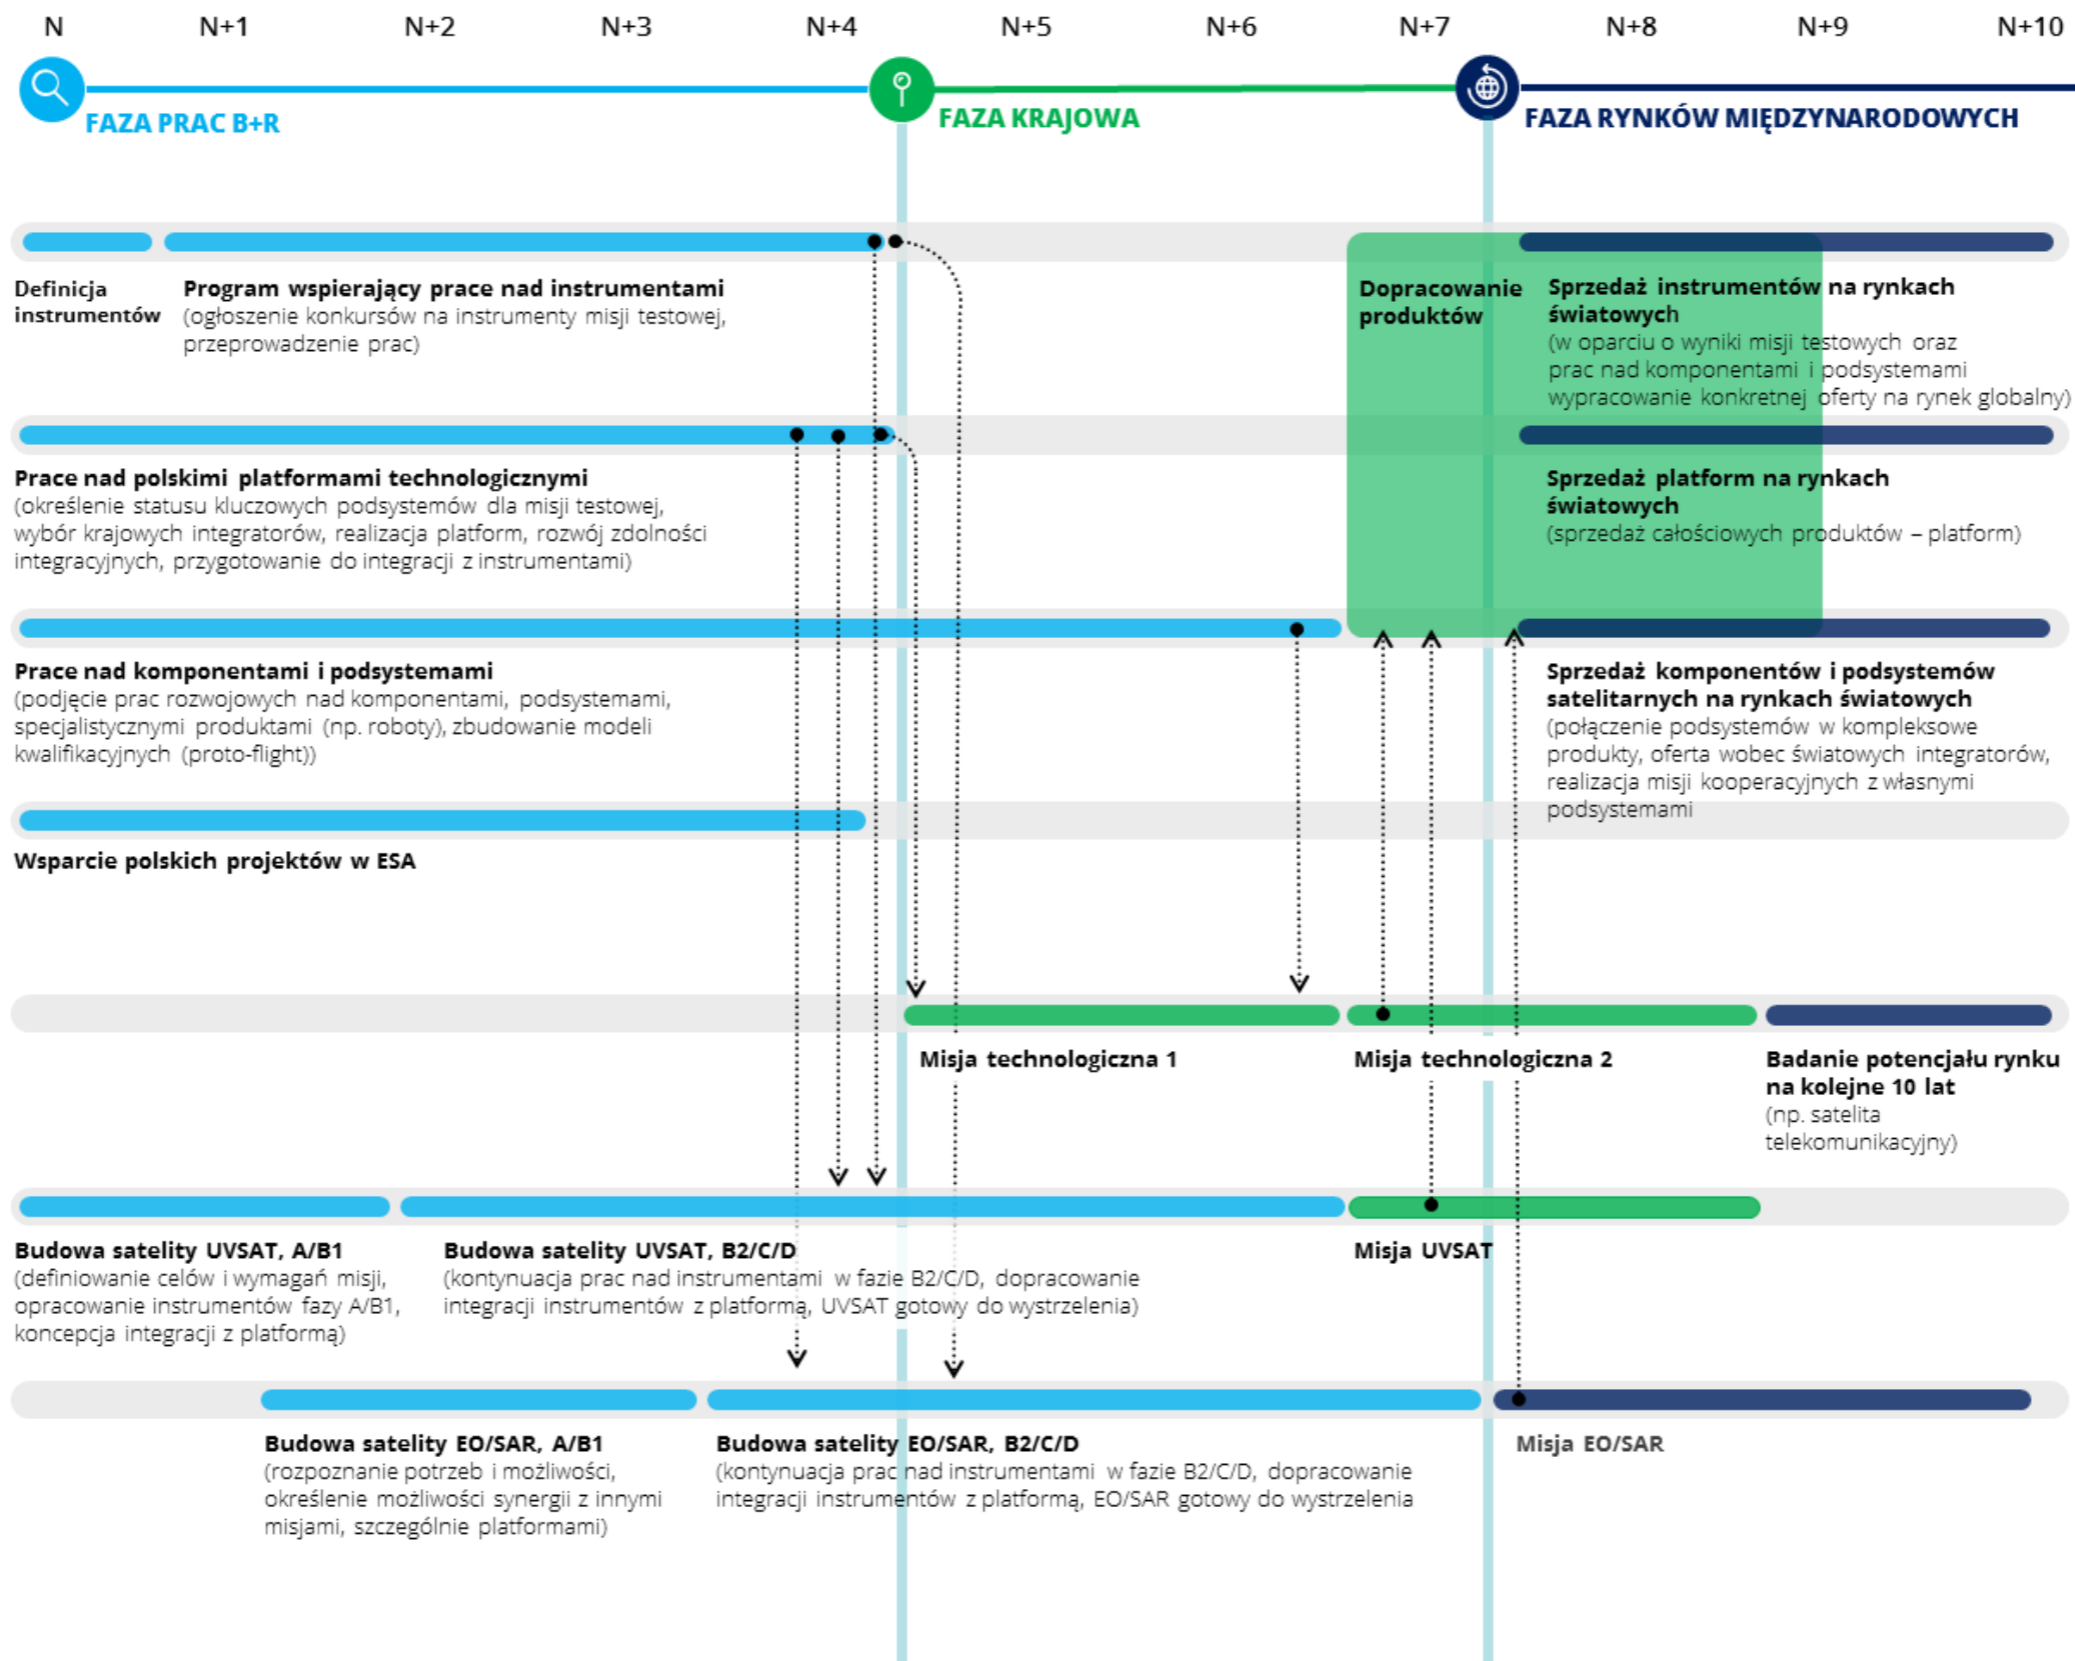 N N+1 N+2 N+3 N+4 N+5 N+6 N+7 N+8 N+9 N+10
FAZA PRAC B+R
FAZA KRAJOWA
FAZA RYNKÓW MIĘDZYNARODOWYCH
Definicja
instrumentów
Program wspierający prace nad instrumentami
(ogłoszenie konkursów na instrumenty misji testowej,
przeprowadzenie prac)
Dopracowanie
produktów
Sprzedaż instrumentów na rynkach
światowych
(w oparciu o wyniki misji testowych oraz
prac nad komponentami i podsystemami
wypracowanie konkretnej oferty na rynek globalny)
Prace nad polskimi platformami technologicznymi
(określenie statusu kluczowych podsystemów dla misji testowej,
wybór krajowych integratorów, realizacja platform, rozwój zdolności
integracyjnych, przygotowanie do integracji z instrumentami)
Sprzedaż platform na rynkach
światowych
(sprzedaż całościowych produktów – platform)
Prace nad komponentami i podsystemami
(podjęcie prac rozwojowych nad komponentami, podsystemami,
specjalistycznymi produktami (np. roboty), zbudowanie modeli
kwalifikacyjnych (proto-flight))
Sprzedaż komponentów i podsystemów
satelitarnych na rynkach światowych
(połączenie podsystemów w kompleksowe
produkty, oferta wobec światowych integratorów,
realizacja misji kooperacyjnych z własnymi
podsystemami
Wsparcie polskich projektów w ESA
Misja technologiczna 1
Misja technologiczna 2
Badanie potencjału rynku
na kolejne 10 lat
(np. satelita
telekomunikacyjny)
Budowa satelity UVSAT, A/B1
(definiowanie celów i wymagań misji,
opracowanie instrumentów fazy A/B1,
koncepcja integracji z platformą)
Budowa satelity UVSAT, B2/C/D
(kontynuacja prac nad instrumentami w fazie B2/C/D, dopracowanie
integracji instrumentów z platformą, UVSAT gotowy do wystrzelenia)
Misja UVSAT
Budowa satelity EO/SAR, A/B1
(rozpoznanie potrzeb i możliwości,
określenie możliwości synergii z innymi
misjami, szczególnie platformami)
Budowa satelity EO/SAR, B2/C/D
(kontynuacja prac nad instrumentami w fazie B2/C/D, dopracowanie
integracji instrumentów z platformą, EO/SAR gotowy do wystrzelenia
Misja EO/SAR